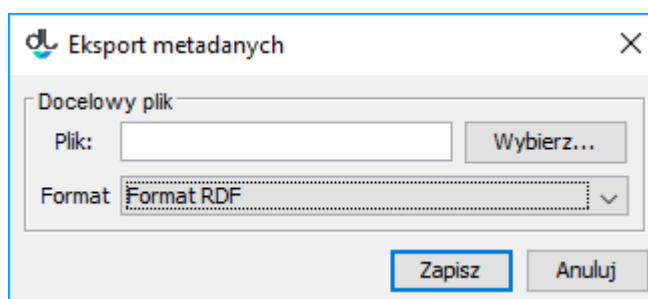 Eksport metadanych
Docelowy plik
Plik:
Wybierz...
Format Format RDF
Zapisz Anuluj